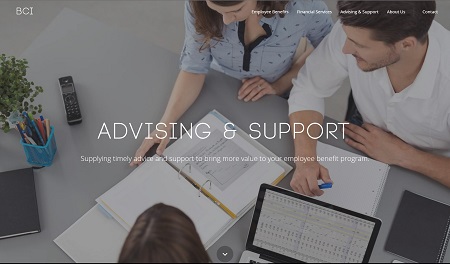 BCI
Employee Benefits Financial Services Advising & Support About Us Contact
ADVISING & SUPPORT
Supplying timely advice and support to bring more value to your employee benefit program.